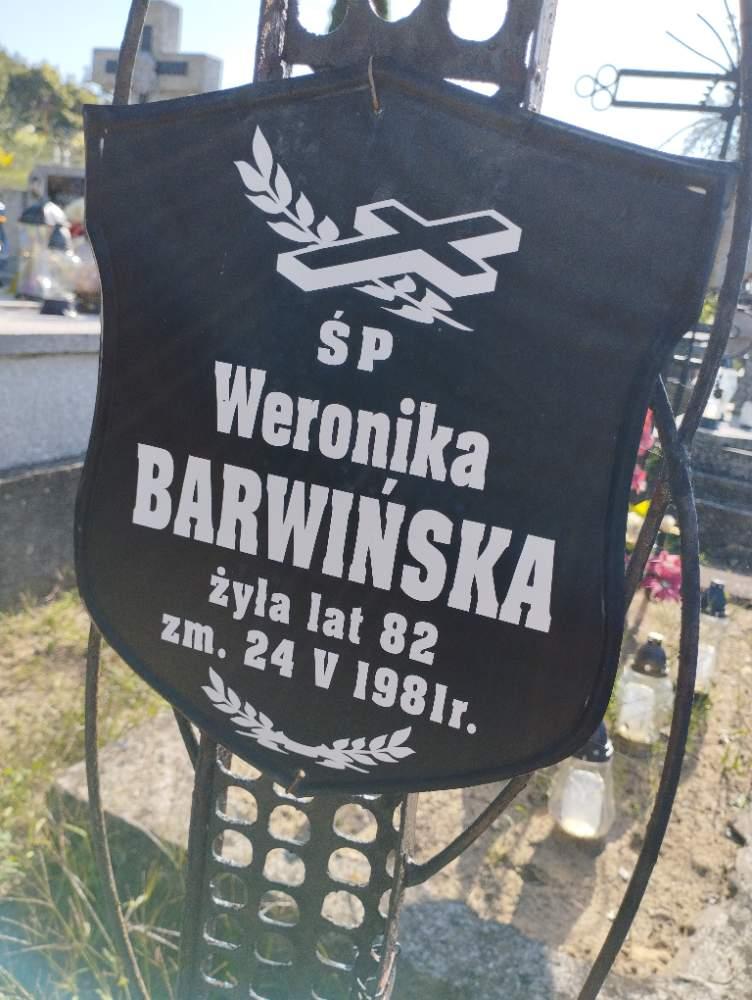 ŚP
Weronika
BARWIŃSKA
żyła lat 82
zm. 24 V 1981r.